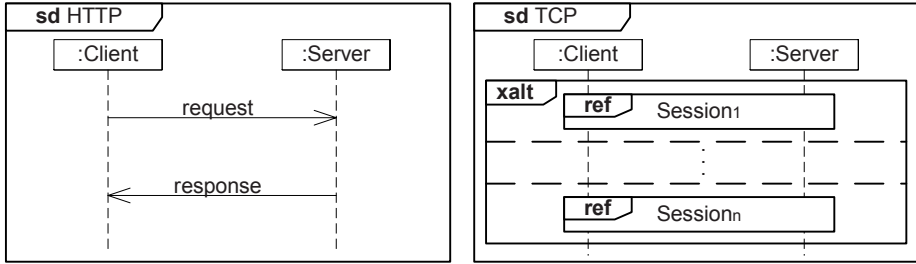 sd HTTP
:Client :Server
request
response
sd TCP
:Client :Server
xalt
ref Session1
ref Sessionn